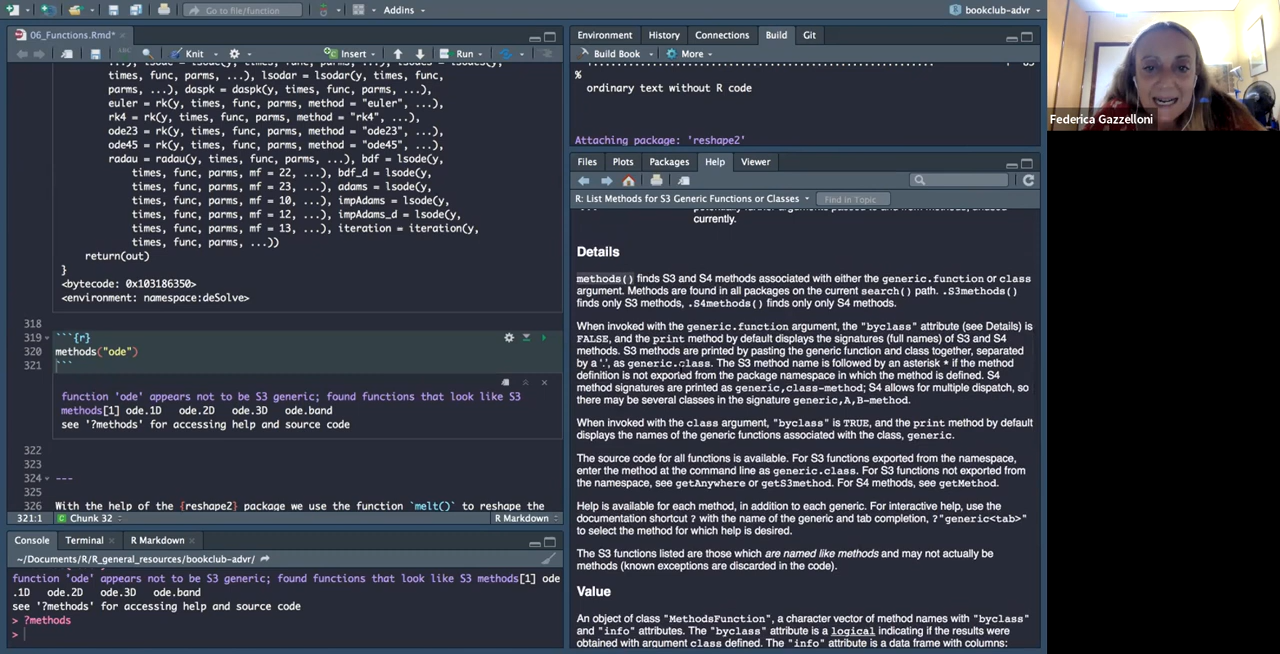 Go to file/function
Addins
bookclub-advr
06_Functions.Rmd*
Knit
Insert
Run
times, func, parms, ...), lsodar(y, times, func,
parms, ...), daspk(y, times, func, parms, ...),
euler = rk(y, times, func, parms, method = "euler", ...),
rk4 = rk(y, times, func, parms, method = "rk4", ...),
ode23 = rk(y, times, func, parms, method = "ode23", ...),
ode45 = rk(y, times, func, parms, method = "ode45", ...),
radau = radau(y, times, func, parms, ...), bdf = lsode(y,
times, func, parms, mf = 22, ...), bdf_d = lsode(y,
times, func, parms, mf = 23, ...), adams = lsode(y,
times, func, parms, mf = 10, ...), impAdams = lsode(y,
times, func, parms, mf = 12, ...), impAdams_d = lsode(y,
times, func, parms, mf = 13, ...), iteration = iteration(y,
times, func, parms, ...))
return(out)
}
<bytecode: 0x103186350>
<environment: namespace:deSolve>
318
319 ```{r}
320 methods("ode")
321 ```
function 'ode' appears not to be S3 generic; found functions that look like S3
methods[1] ode.1D ode.2D ode.3D ode.band
see '?methods' for accessing help and source code
322
323
324 ---
325
326 With the help of the {reshape2} package we use the function `melt()` to reshape the
321:1 Chunk 32 R Markdown
Console Terminal R Markdown
~/Documents/R/R_general_resources/bookclub-advr/
function 'ode' appears not to be S3 generic; found functions that look like S3 methods[1] ode
.1D ode.2D ode.3D ode.band
see '?methods' for accessing help and source code
> ?methods
>
Environment History Connections Build Git
Build Book More
%
ordinary text without R code
Attaching package: 'reshape2'
Files Plots Packages Help Viewer
R: List Methods for S3 Generic Functions or Classes Find in Topic
currently.
Details
methods() finds S3 and S4 methods associated with either the generic.function or class
argument. Methods are found in all packages on the current search() path. .S3methods()
finds only S3 methods, .S4methods() finds only only S4 methods.
When invoked with the generic.function argument, the "byclass" attribute (see Details) is
FALSE, and the print method by default displays the signatures (full names) of S3 and S4
methods. S3 methods are printed by pasting the generic function and class together, separated
by a '.', as generic.class. The S3 method name is followed by an asterisk * if the method
definition is not exported from the package namespace in which the method is defined. S4
method signatures are printed as generic,class-method; S4 allows for multiple dispatch, so
there may be several classes in the signature generic,A,B-method.
When invoked with the class argument, "byclass" is TRUE, and the print method by default
displays the names of the generic functions associated with the class, generic.
The source code for all functions is available. For S3 functions exported from the namespace,
enter the method at the command line as generic.class. For S3 functions not exported from
the namespace, see getAnywhere or getS3method. For S4 methods, see getMethod.
Help is available for each method, in addition to each generic. For interactive help, use the
documentation shortcut ? with the name of the generic and tab completion, ?"generic<tab>"
to select the method for which help is desired.
The S3 functions listed are those which are named like methods and may not actually be
methods (known exceptions are discarded in the code).
Value
An object of class "MethodsFunction", a character vector of method names with "byclass"
and "info" attributes. The "byclass" attribute is a logical indicating if the results were
obtained with argument class defined. The "info" attribute is a data frame with columns:
Federica Gazzelloni